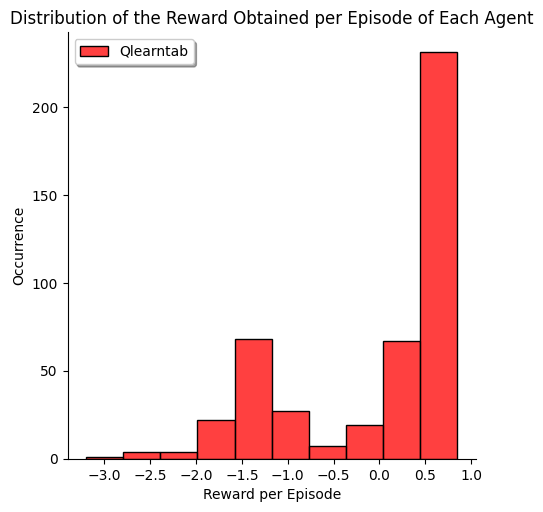 Distribution of the Reward Obtained per Episode of Each Agent
Qlearntab
200
150
100
50
0
−3.0 −2.5 −2.0 −1.5 −1.0 −0.5 0.0 0.5 1.0
Occurrence
Reward per Episode